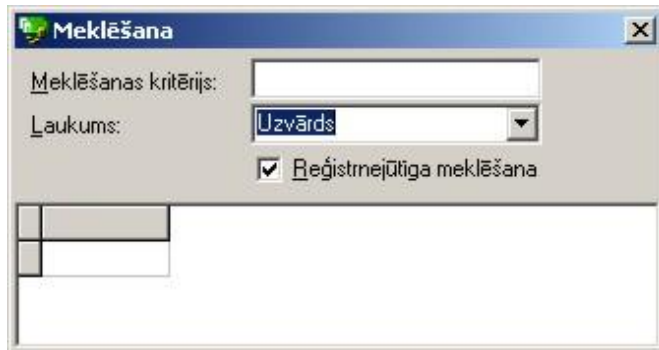 Meklēšana
Meklēšanas kritērijs:
Laukums: Uzvārds
Reģistrnejūtīga meklēšana